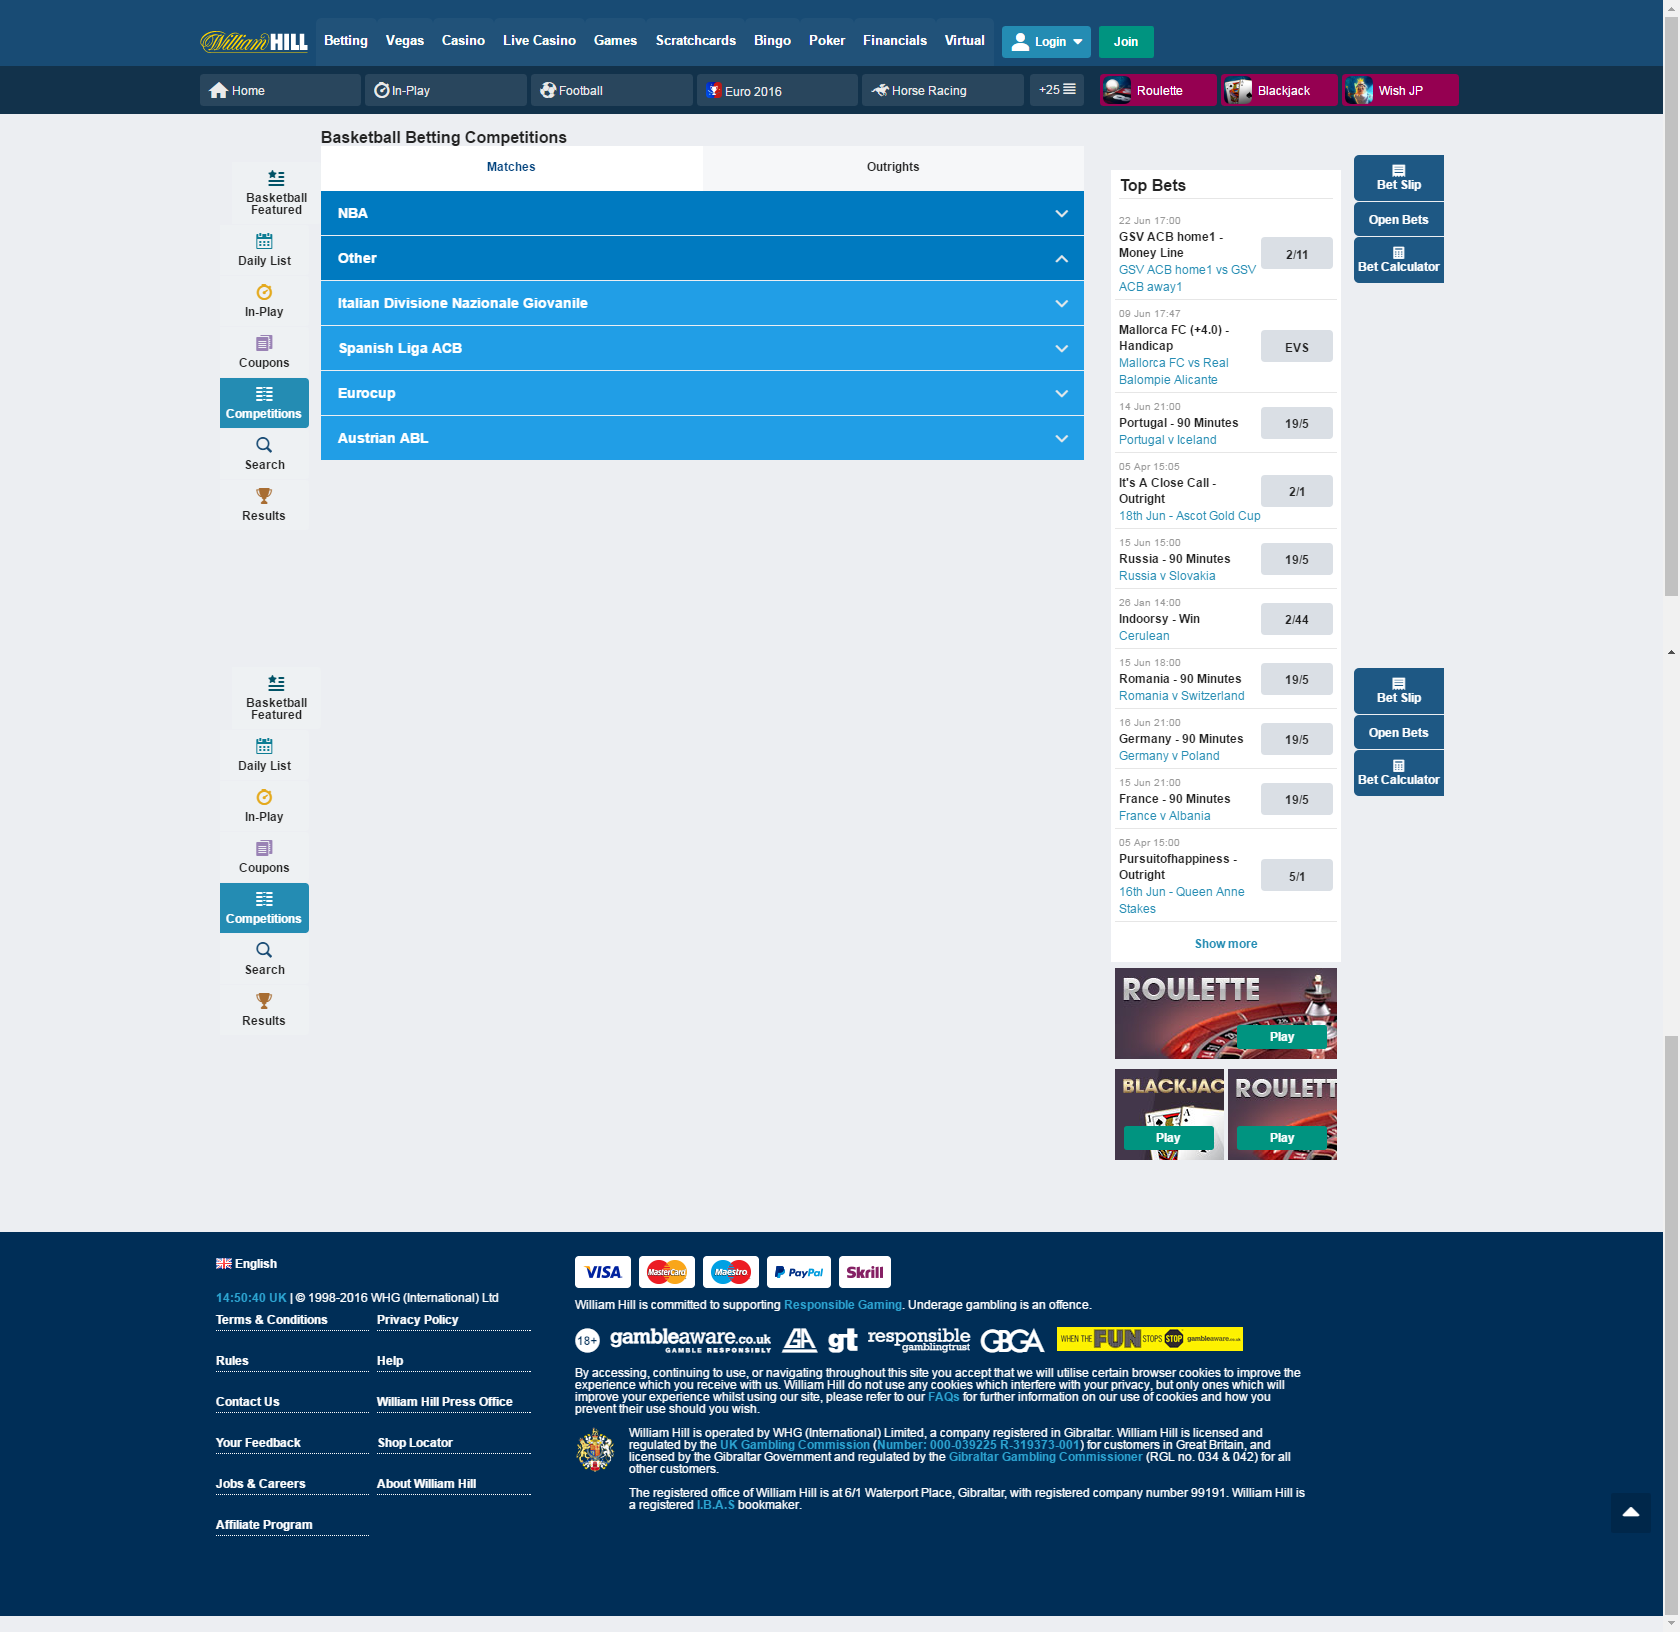 William HILL
Betting Vegas Casino Live Casino Games Scratchcards Bingo Poker Financials Virtual Login Join
Home In-Play Football Euro 2016 Horse Racing +25 Roulette Blackjack Wish JP
Basketball Betting Competitions
Matches Outrights
NBA
Other
Italian Divisione Nazionale Giovanile
Spanish Liga ACB
Eurocup
Austrian ABL
Basketball
Featured
Daily List
In-Play
Coupons
Competitions
Search
Results
Top Bets
22 Jun 17:00
GSV ACB home1 -
Money Line
GSV ACB home1 vs GSV
ACB away1
2/11
09 Jun 17:47
Mallorca FC (+4.0) -
Handicap
Mallorca FC vs Real
Balompie Alicante
EVS
14 Jun 21:00
Portugal - 90 Minutes
Portugal v Iceland
19/5
05 Apr 15:05
It's A Close Call -
Outright
18th Jun - Ascot Gold Cup
2/1
15 Jun 15:00
Russia - 90 Minutes
Russia v Slovakia
19/5
26 Jan 14:00
Indoorsy - Win
Cerulean
2/44
15 Jun 18:00
Romania - 90 Minutes
Romania v Switzerland
19/5
16 Jun 21:00
Germany - 90 Minutes
Germany v Poland
19/5
15 Jun 21:00
France - 90 Minutes
France v Albania
19/5
05 Apr 15:00
Pursuitofhappiness -
Outright
16th Jun - Queen Anne
Stakes
5/1
Show more
ROULETTE
Play
BLACKJAC
Play
ROULETT
Play
Bet Slip
Open Bets
Bet Calculator
Basketball
Featured
Daily List
In-Play
Coupons
Competitions
Search
Results
Bet Slip
Open Bets
Bet Calculator
English
14:50:40 UK | © 1998-2016 WHG (International) Ltd
Terms & Conditions Privacy Policy
Rules Help
Contact Us William Hill Press Office
Your Feedback Shop Locator
Jobs & Careers About William Hill
Affiliate Program
VISA MasterCard Maestro PayPal Skrill
William Hill is committed to supporting Responsible Gaming. Underage gambling is an offence.
18+ gambleaware.co.uk GAMBLE RESPONSIBLY GA gt responsible gamblingtrust GBGA WHEN THE FUN STOPS STOP gambleaware.co.uk
By accessing, continuing to use, or navigating throughout this site you accept that we will utilise certain browser cookies to improve the
experience which you receive with us. William Hill do not use any cookies which interfere with your privacy, but only ones which will
improve your experience whilst using our site, please refer to our FAQs for further information on our use of cookies and how you
prevent their use should you wish.
William Hill is operated by WHG (International) Limited, a company registered in Gibraltar. William Hill is licensed and
regulated by the UK Gambling Commission (Number: 000-039225 R-319373-001) for customers in Great Britain, and
licensed by the Gibraltar Government and regulated by the Gibraltar Gambling Commissioner (RGL no. 034 & 042) for all
other customers.
The registered office of William Hill is at 6/1 Waterport Place, Gibraltar, with registered company number 99191. William Hill is
a registered I.B.A.S bookmaker.